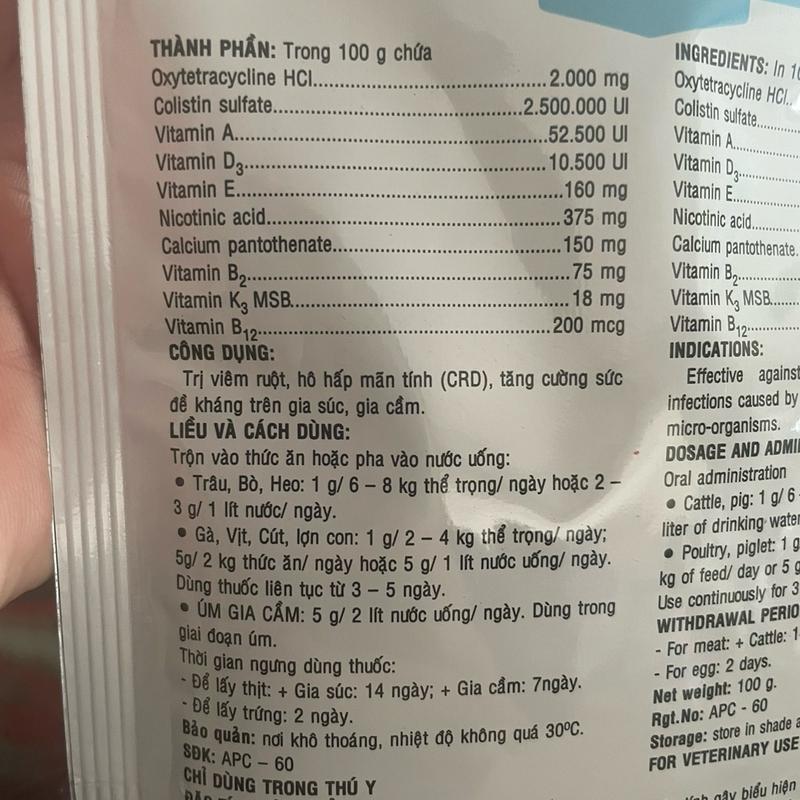 THÀNH PHẦN: Trong 100 g chứa
Oxytetracycline HCl..............................2.000 mg
Colistin sulfate..............................2.500.000 UI
Vitamin A..............................52.500 UI
Vitamin D3..............................10.500 UI
Vitamin E..............................160 mg
Nicotinic acid..............................375 mg
Calcium pantothenate..............................150 mg
Vitamin B2..............................75 mg
Vitamin K3 MSB..............................18 mg
Vitamin B12..............................200 mcg
CÔNG DỤNG:
Trị viêm ruột, hô hấp mãn tính (CRD), tăng cường sức
đề kháng trên gia súc, gia cầm.
LIỀU VÀ CÁCH DÙNG:
Trộn vào thức ăn hoặc pha vào nước uống:
• Trâu, Bò, Heo: 1 g/ 6 – 8 kg thể trọng/ ngày hoặc 2 –
3 g/ 1 lít nước/ ngày.
• Gà, Vịt, Cút, lợn con: 1 g/ 2 – 4 kg thể trọng/ ngày;
5g/ 2 kg thức ăn/ ngày hoặc 5 g/ 1 lít nước uống/ ngày.
Dùng thuốc liên tục từ 3 – 5 ngày.
• ÚM GIA CẦM: 5 g/ 2 lít nước uống/ ngày. Dùng trong
giai đoạn úm.
Thời gian ngưng dùng thuốc:
- Để lấy thịt: + Gia súc: 14 ngày; + Gia cầm: 7ngày.
- Để lấy trứng: 2 ngày.
Bảo quản: nơi khô thoáng, nhiệt độ không quá 30ºC.
SĐK: APC – 60
CHỈ DÙNG TRONG THÚ Y
INGREDIENTS: In
Oxytetracycline HCl..
Colistin sulfate..........
Vitamin A..........
Vitamin D3..........
Vitamin E..........
Nicotinic acid..........
Calcium pantothenate.
Vitamin B2..........
Vitamin K3 MSB.....
Vitamin B12..........
INDICATIONS:
Effective against
infections caused by
micro-organisms.
DOSAGE AND
Oral administration
• Cattle, pig: 1 g/ 6
liter of drinking water
• Poultry, piglet: 1 g
kg of feed/ day or 5 g
Use continuously for 3
WITHDRAWAL
- For meat: + Cattle:
- For egg: 2 days.
Net weight: 100 g.
Rgt.No: APC - 60
Storage: store in shade
FOR VETERINARY USE
gây biểu hiện